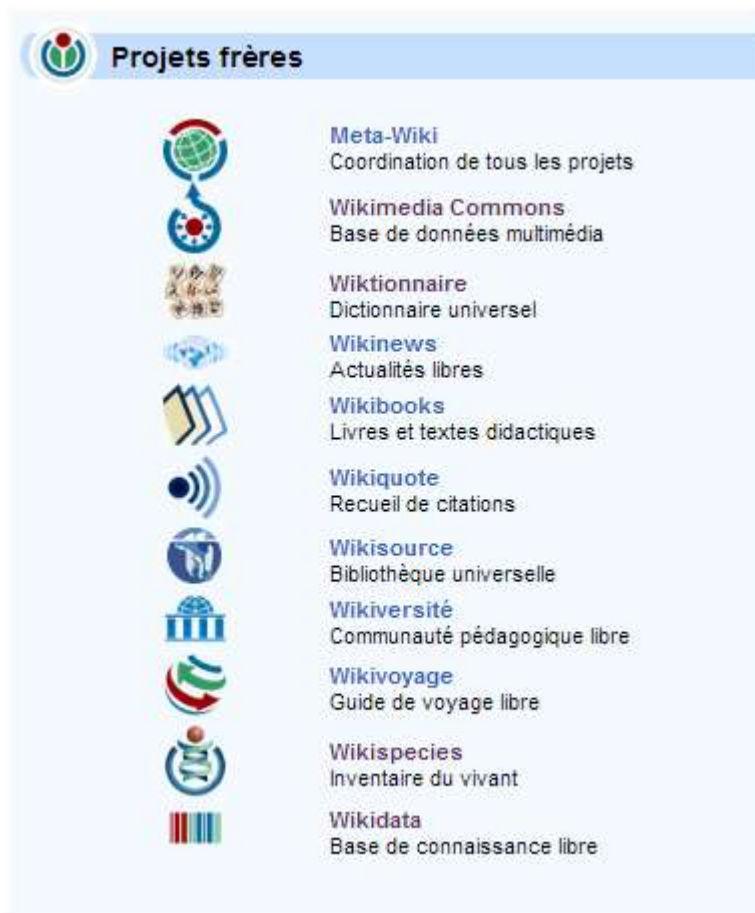 Projets frères
Meta-Wiki
Coordination de tous les projets
Wikimedia Commons
Base de données multimédia
Wiktionnaire
Dictionnaire universel
Wikinews
Actualités libres
Wikibooks
Livres et textes didactiques
Wikiquote
Recueil de citations
Wikisource
Bibliothèque universelle
Wikiversité
Communauté pédagogique libre
Wikivoyage
Guide de voyage libre
Wikispecies
Inventaire du vivant
Wikidata
Base de connaissance libre